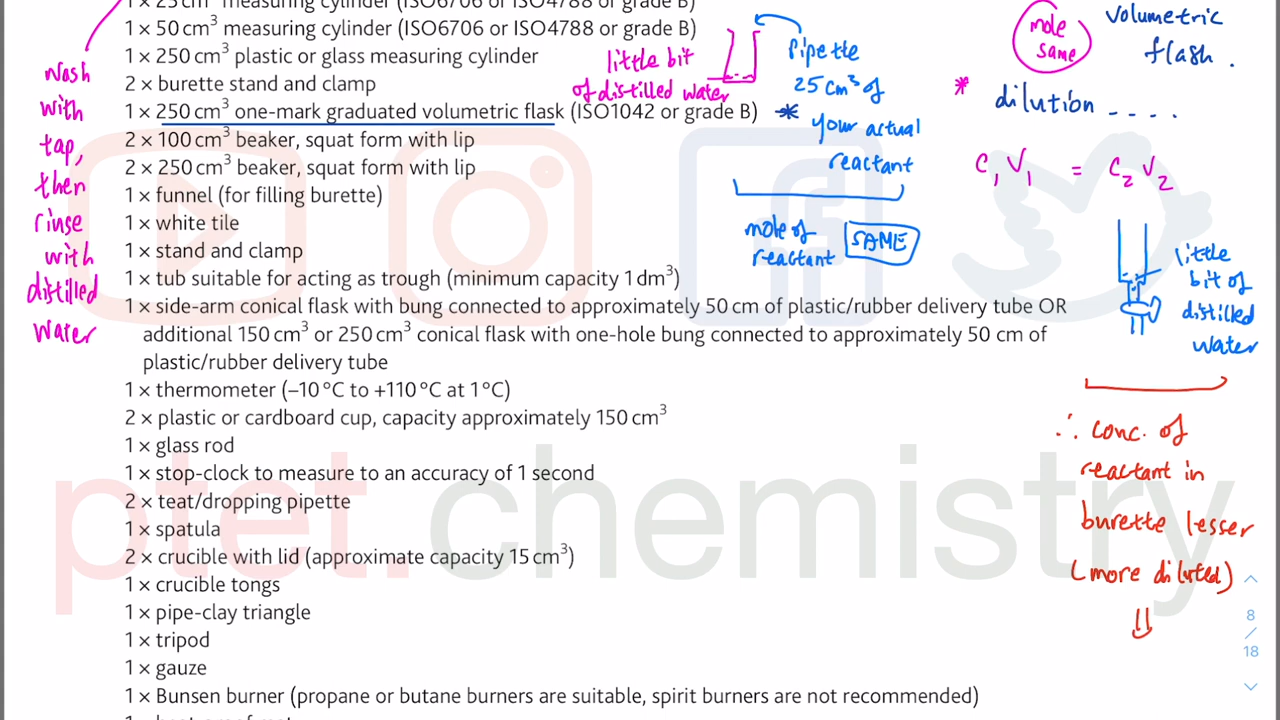 1 × 25 cm³ measuring cylinder (ISO6706 or ISO4788 or grade B)
1 × 50 cm³ measuring cylinder (ISO6706 or ISO4788 or grade B)
1 × 250 cm³ plastic or glass measuring cylinder
2 × burette stand and clamp
1 × 250 cm³ one-mark graduated volumetric flask (ISO1042 or grade B)
2 × 100 cm³ beaker, squat form with lip
2 × 250 cm³ beaker, squat form with lip
1 × funnel (for filling burette)
1 × white tile
1 × stand and clamp
1 × tub suitable for acting as trough (minimum capacity 1 dm³)
1 × side-arm conical flask with bung connected to approximately 50 cm of plastic/rubber delivery tube OR
additional 150 cm³ or 250 cm³ conical flask with one-hole bung connected to approximately 50 cm of
plastic/rubber delivery tube
1 × thermometer (–10 °C to +110 °C at 1 °C)
2 × plastic or cardboard cup, capacity approximately 150 cm³
1 × glass rod
1 × stop-clock to measure to an accuracy of 1 second
2 × teat/dropping pipette
1 × spatula
2 × crucible with lid (approximate capacity 15 cm³)
1 × crucible tongs
1 × pipe-clay triangle
1 × tripod
1 × gauze
1 × Bunsen burner (propane or butane burners are suitable, spirit burners are not recommended)
Wash
with
tap,
then
rinse
with
distilled
water
little bit
of distilled water
* pipette
25 cm³ of
your actual
reactant
mole of
reactant SAME
mole
same
volumetric
flash.
* dilution ----
C₁V₁ = C₂V₂
little
bit of
distilled
water
∴ conc. of
reactant in
burette lesser
(more diluted)
8
/
18
ptet.chemistry